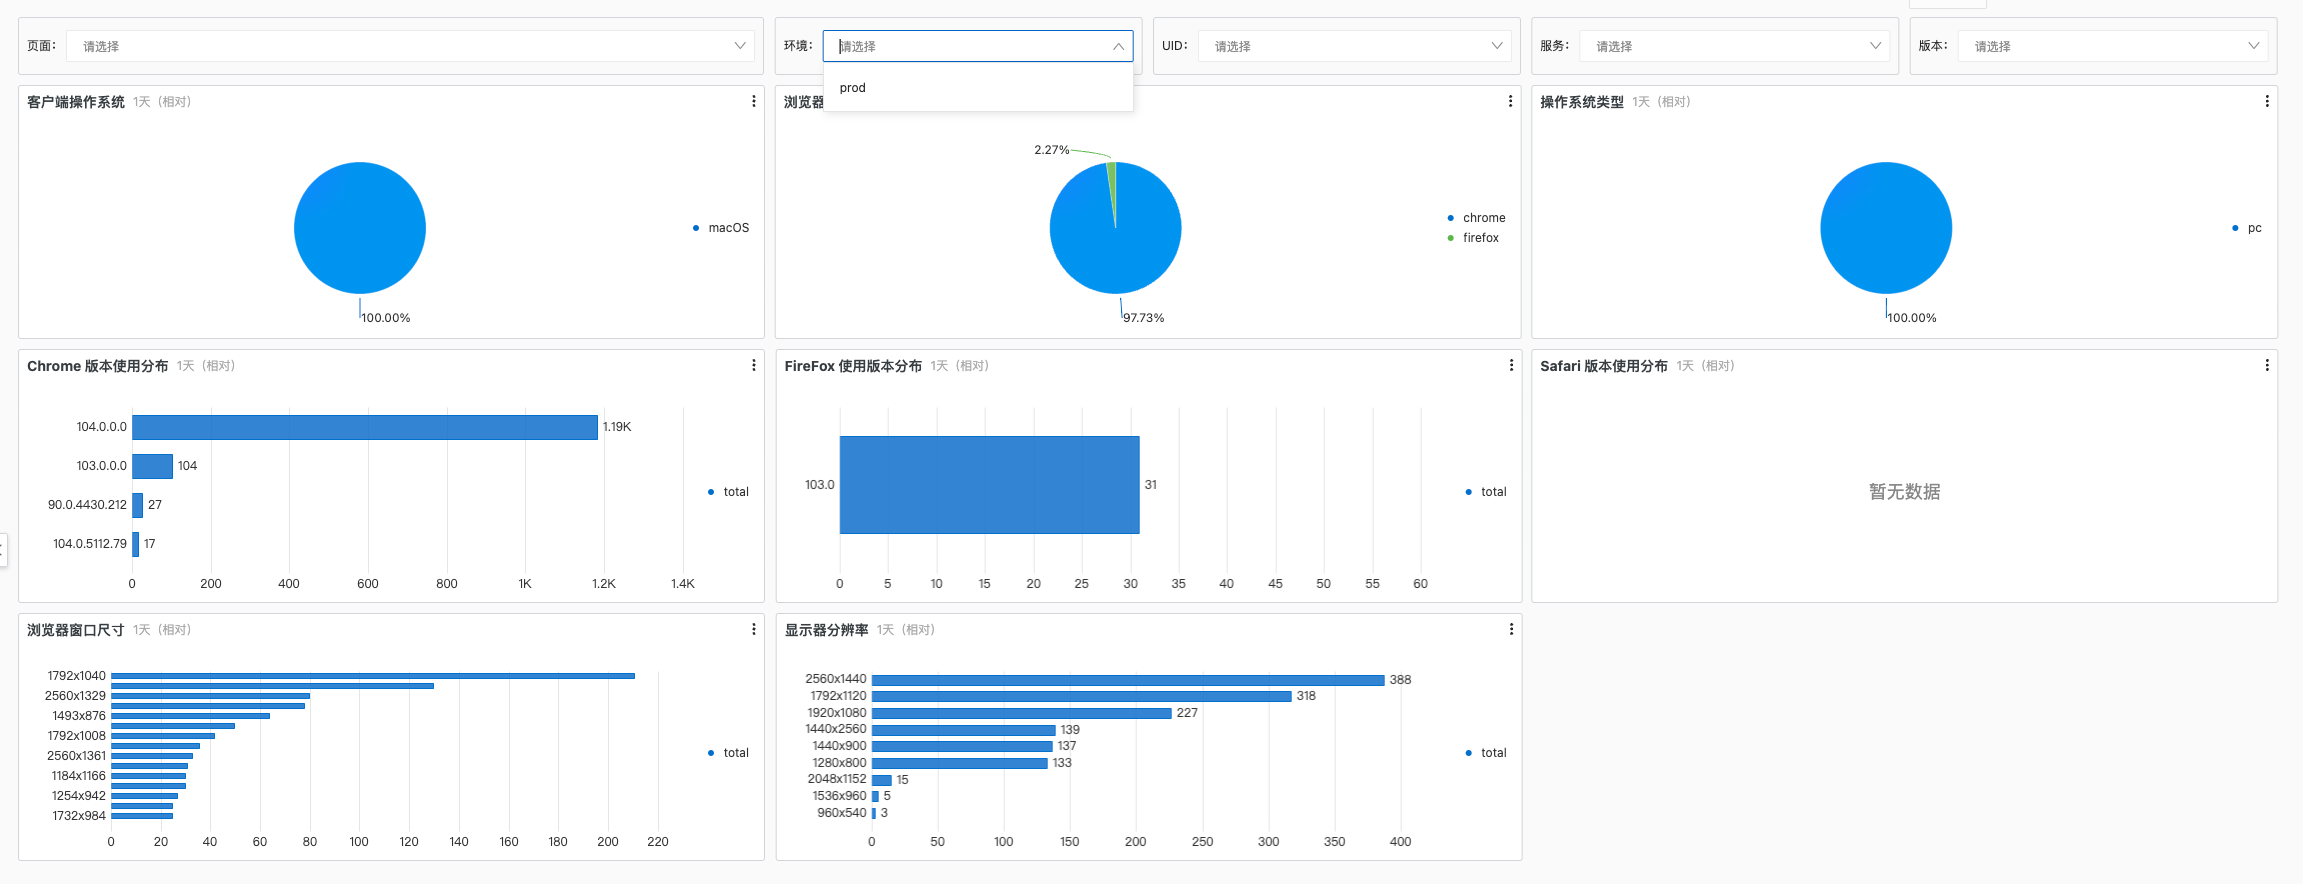 页面： 请选择
环境： 请选择
UID： 请选择
服务： 请选择
版本： 请选择
prod
客户端操作系统 1天（相对）
macOS
100.00%
浏览器
2.27%
chrome
firefox
97.73%
操作系统类型 1天（相对）
pc
100.00%
Chrome 版本使用分布 1天（相对）
104.0.0.0 1.19K
103.0.0.0 104
90.0.4430.212 27
104.0.5112.79 17
0 200 400 600 800 1K 1.2K 1.4K
total
FireFox 使用版本分布 1天（相对）
103.0 31
0 5 10 15 20 25 30 35 40 45 50 55 60
total
Safari 版本使用分布 1天（相对）
暂无数据
浏览器窗口尺寸 1天（相对）
1792x1040
2560x1329
1493x876
1792x1008
2560x1361
1184x1166
1254x942
1732x984
0 20 40 60 80 100 120 140 160 180 200 220
total
显示器分辨率 1天（相对）
2560x1440 388
1792x1120 318
1920x1080 227
1440x2560 139
1440x900 137
1280x800 133
2048x1152 15
1536x960 5
960x540 3
0 50 100 150 200 250 300 350 400
total